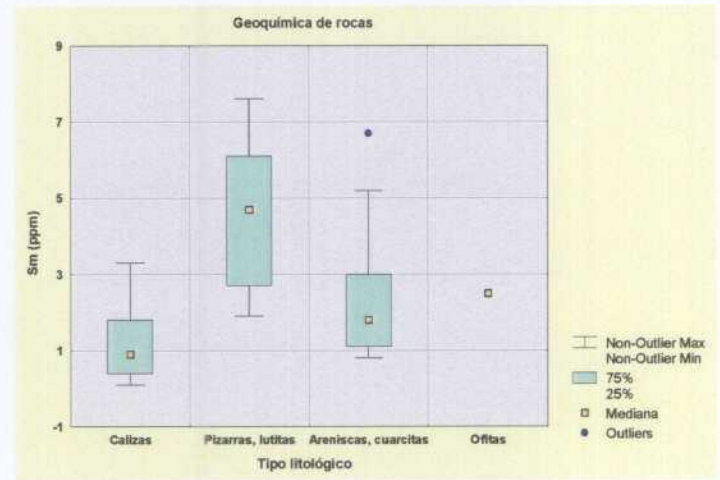 Geoquímica de rocas
9
7
5
3
1
-1
Sm (ppm)
Calizas
Pizarras, lutitas
Areniscas, cuarcitas
Ofitas
Tipo litológico
Non-Outlier Max
Non-Outlier Min
75%
25%
Mediana
Outliers